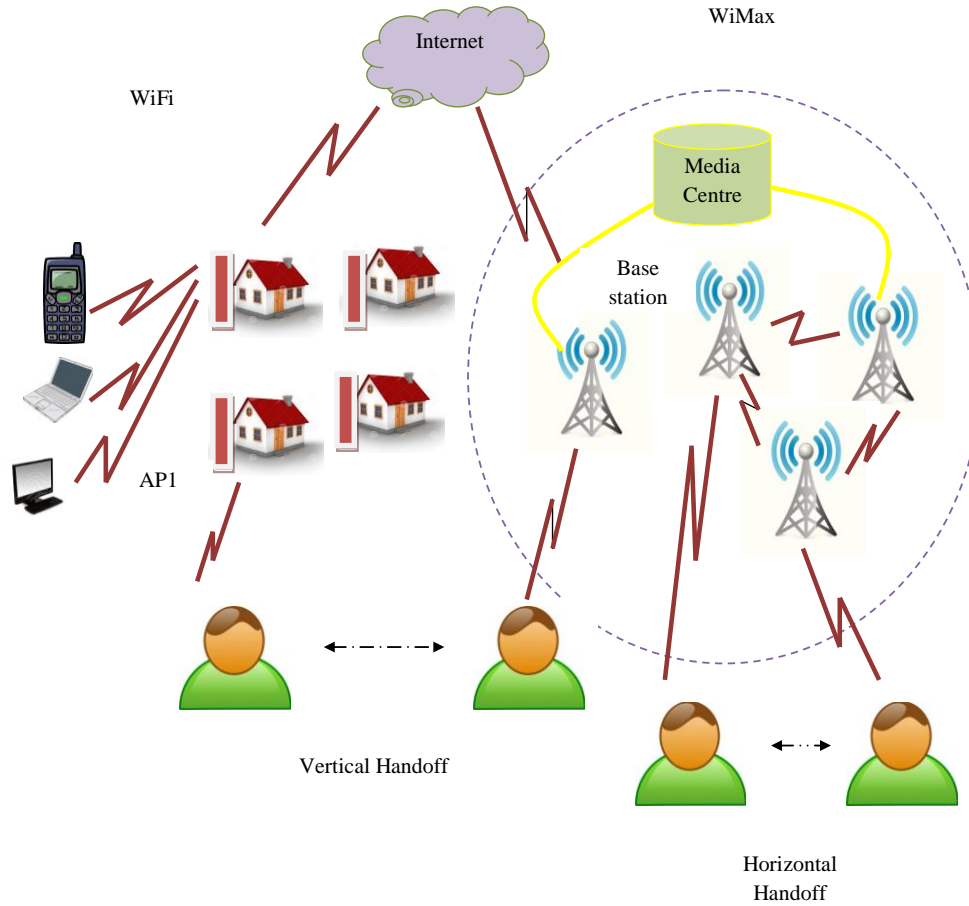 WiMax
Internet
WiFi
Media
Centre
Base
station
AP1
Vertical Handoff
Horizontal
Handoff